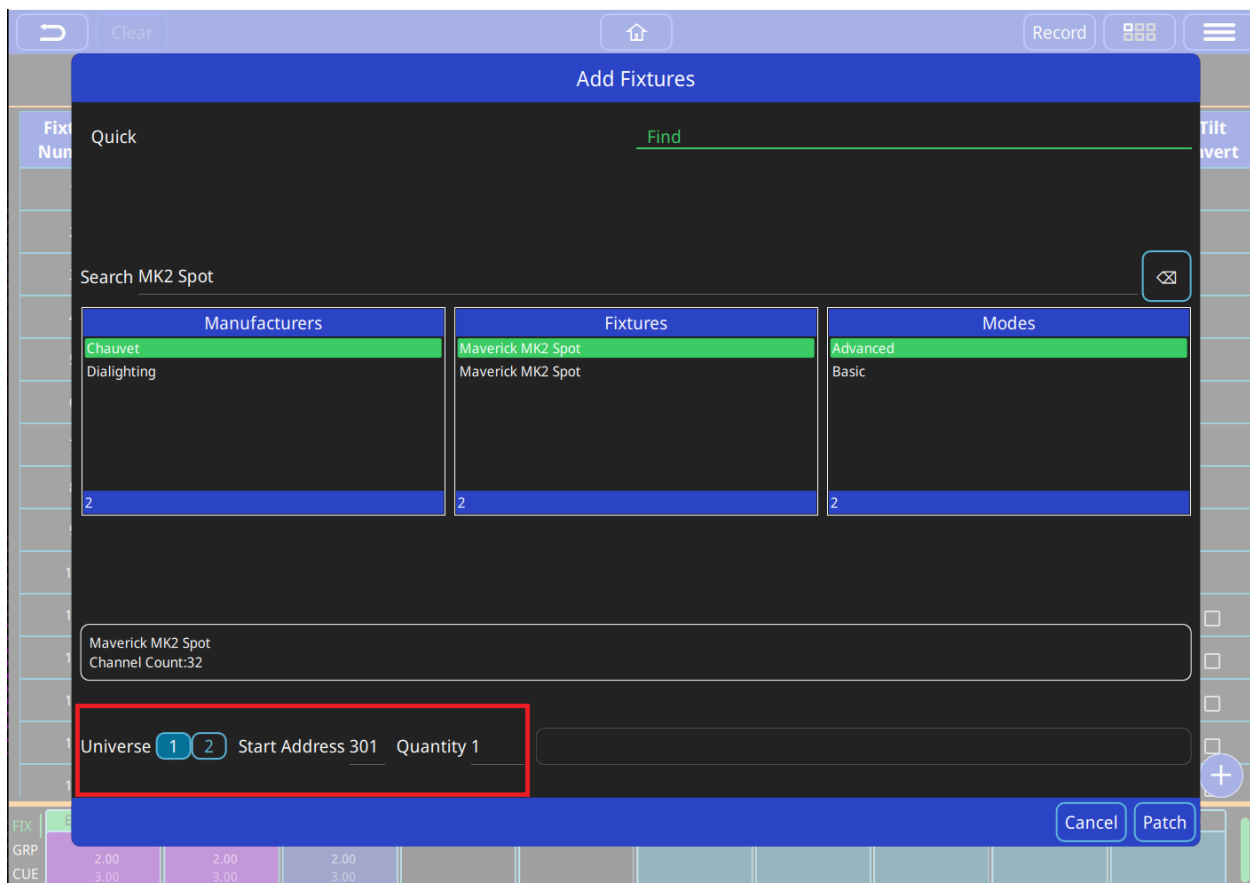 Clear
Record
Add Fixtures
Quick
Find
Search MK2 Spot
Manufacturers
Fixtures
Modes
Chauvet
Maverick MK2 Spot
Advanced
Dialighting
Maverick MK2 Spot
Basic
2
2
2
Maverick MK2 Spot
Channel Count:32
Universe 1 2 Start Address 301 Quantity 1
Cancel
Patch
Tilt
FIX
GRP
2.00
2.00
2.00
CUE
3.00
3.00
3.00